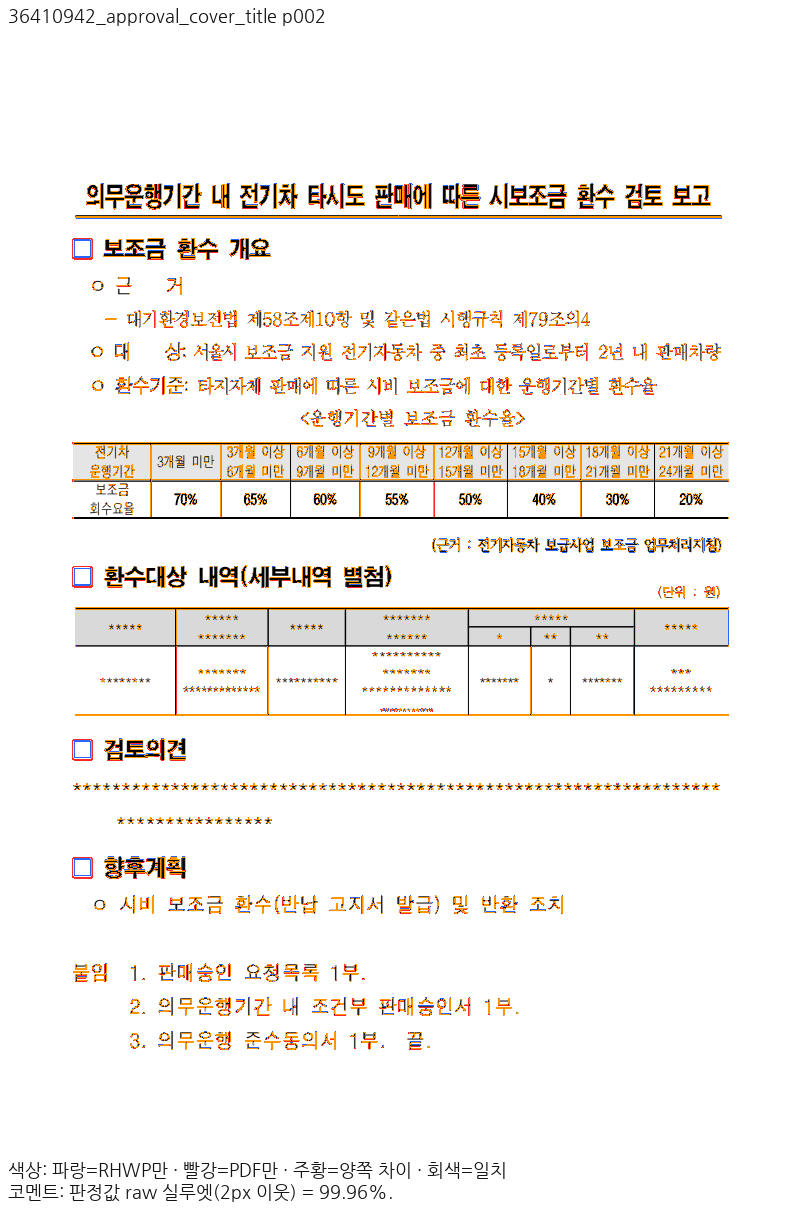 36410942_approval_cover_title p002
의무운행기간 내 전기차 타시도 판매에 따른 시보조금 환수 검토 보고
□ 보조금 환수 개요
ㅇ 근 거
- 대기환경보전법 제58조제10항 및 같은법 시행규칙 제79조의4
ㅇ 대 상: 서울시 보조금 지원 전기자동차 중 최초 등록일로부터 2년 내 판매차량
ㅇ 환수기준: 타지자체 판매에 따른 시비 보조금에 대한 운행기간별 환수율
<운행기간별 보조금 환수율>
전기차 3개월 이상 6개월 이상 9개월 이상 12개월 이상 15개월 이상 18개월 이상 21개월 이상
운행기간 3개월 미만 6개월 미만 9개월 미만 12개월 미만 15개월 미만 18개월 미만 21개월 미만 24개월 미만
보조금
회수요율 70% 65% 60% 55% 50% 40% 30% 20%
(근거 : 전기자동차 보급사업 보조금 업무처리지침)
□ 환수대상 내역(세부내역 별첨)
(단위 : 원)
***** ***** ***** ******* ***** *****
******* ****** * ** **
******** ******* ********** ********** ******* * ******* ***
************* ******* *********
*************
************
□ 검토의견
******************************************************************
****************
□ 향후계획
ㅇ 시비 보조금 환수(반납 고지서 발급) 및 반환 조치
붙임 1. 판매승인 요청목록 1부.
2. 의무운행기간 내 조건부 판매승인서 1부.
3. 의무운행 준수동의서 1부. 끝.
색상: 파랑=RHWP만 · 빨강=PDF만 · 주황=양쪽 차이 · 회색=일치
코멘트: 판정값 raw 실루엣(2px 이웃) = 99.96%.